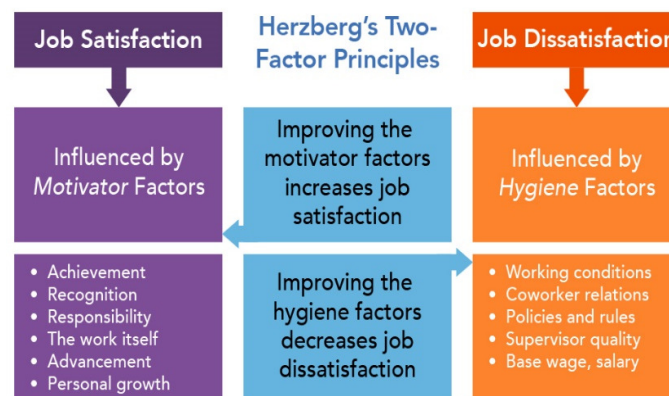 Job Satisfaction
Herzberg's Two-
Factor Principles
Job Dissatisfaction
Influenced by
Motivator Factors
Improving the
motivator factors
increases job
satisfaction
Influenced by
Hygiene Factors
• Achievement
• Recognition
• Responsibility
• The work itself
• Advancement
• Personal growth
Improving the
hygiene factors
decreases job
dissatisfaction
• Working conditions
• Coworker relations
• Policies and rules
• Supervisor quality
• Base wage, salary